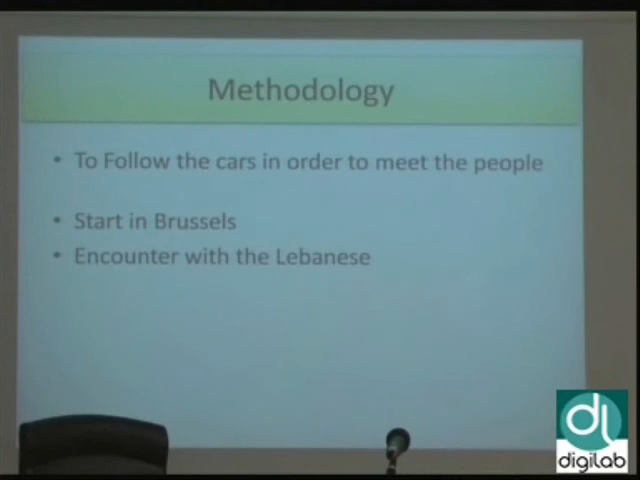 Methodology
• To Follow the cars in order to meet the people
• Start in Brussels
• Encounter with the Lebanese
dl
digilab